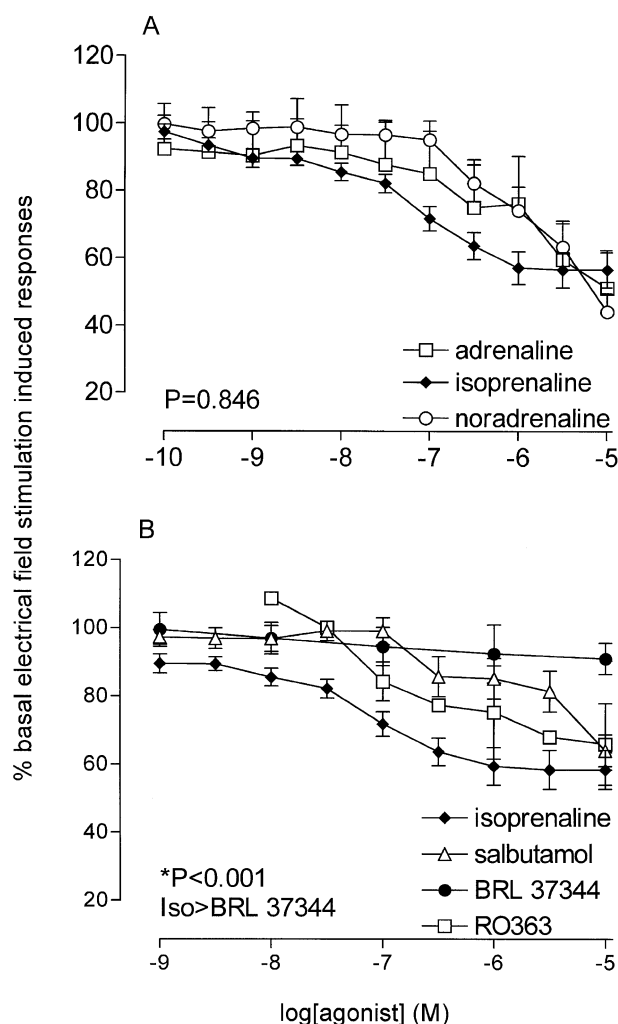 A
120
100
80
60
40
20
adrenaline
isoprenaline
P=0.846
noradrenaline
-10 -9 -8 -7 -6 -5
% basal electrical field stimulation induced responses
B
120
100
80
60
40
20
isoprenaline
salbutamol
*P<0.001
BRL 37344
Iso>BRL 37344
RO363
-9 -8 -7 -6 -5
log[agonist] (M)